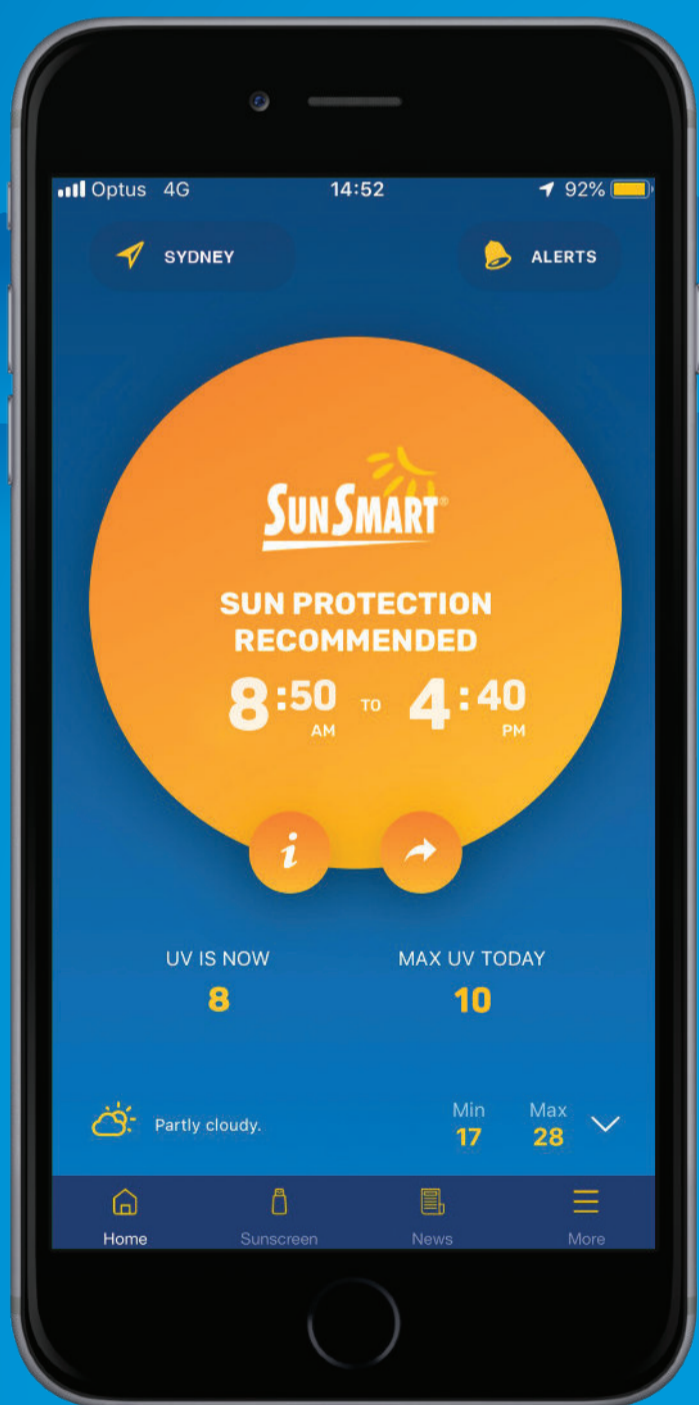 Optus 4G 14:52 92%
SYDNEY ALERTS
SUNSMART®
SUN PROTECTION
RECOMMENDED
8:50 AM TO 4:40 PM
i
UV IS NOW MAX UV TODAY
8 10
Partly cloudy. Min 17 Max 28
Home Sunscreen News More